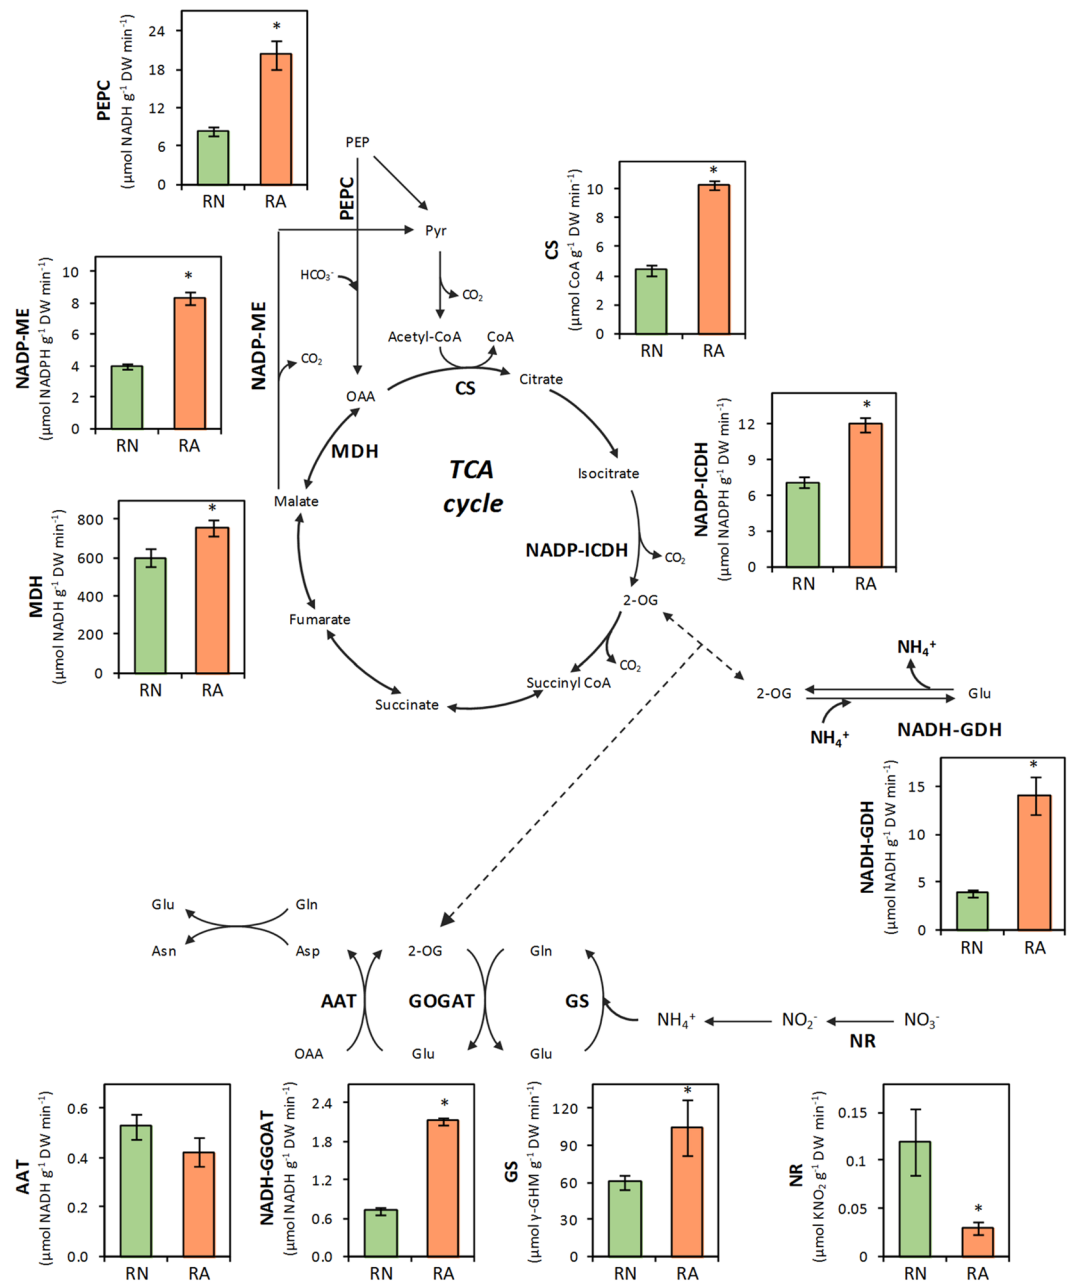 PEPC
(μmol NADH g⁻¹ DW min⁻¹)
24
18
12
6
0
*
RN RA
PEP
PEPC
Pyr
HCO₃⁻
CO₂
NADP-ME
CO₂
Acetyl-CoA CoA
OAA
CS
Citrate
MDH
TCA
cycle
Isocitrate
Malate
NADP-ICDH
CO₂
2-OG
Fumarate
CO₂
Succinyl CoA
Succinate
CS
(μmol CoA g⁻¹ DW min⁻¹)
10
8
6
4
2
0
*
RN RA
NADP-ME
(μmol NADPH g⁻¹ DW min⁻¹)
10
8
6
4
2
0
*
RN RA
NADP-ICDH
(μmol NADPH g⁻¹ DW min⁻¹)
12
9
6
3
0
*
RN RA
MDH
(μmol NADH g⁻¹ DW min⁻¹)
800
600
400
200
0
*
RN RA
NH₄⁺
2-OG Glu
NH₄⁺
NADH-GDH
NADH-GDH
(μmol NADH g⁻¹ DW min⁻¹)
15
10
5
0
*
RN RA
Glu Gln
Asn Asp
2-OG Gln
AAT GOGAT GS
NH₄⁺ NO₂⁻ NO₃⁻
NR
OAA Glu Glu
AAT
(μmol NADH g⁻¹ DW min⁻¹)
0.6
0.4
0.2
0.0
RN RA
NADH-GGOAT
(μmol NADH g⁻¹ DW min⁻¹)
2.4
1.8
1.2
0.6
0.0
*
RN RA
GS
(μmol γ-GHM g⁻¹ DW min⁻¹)
120
90
60
30
0
*
RN RA
NR
(μmol KNO₂ g⁻¹ DW min⁻¹)
0.15
0.1
0.05
0
*
RN RA